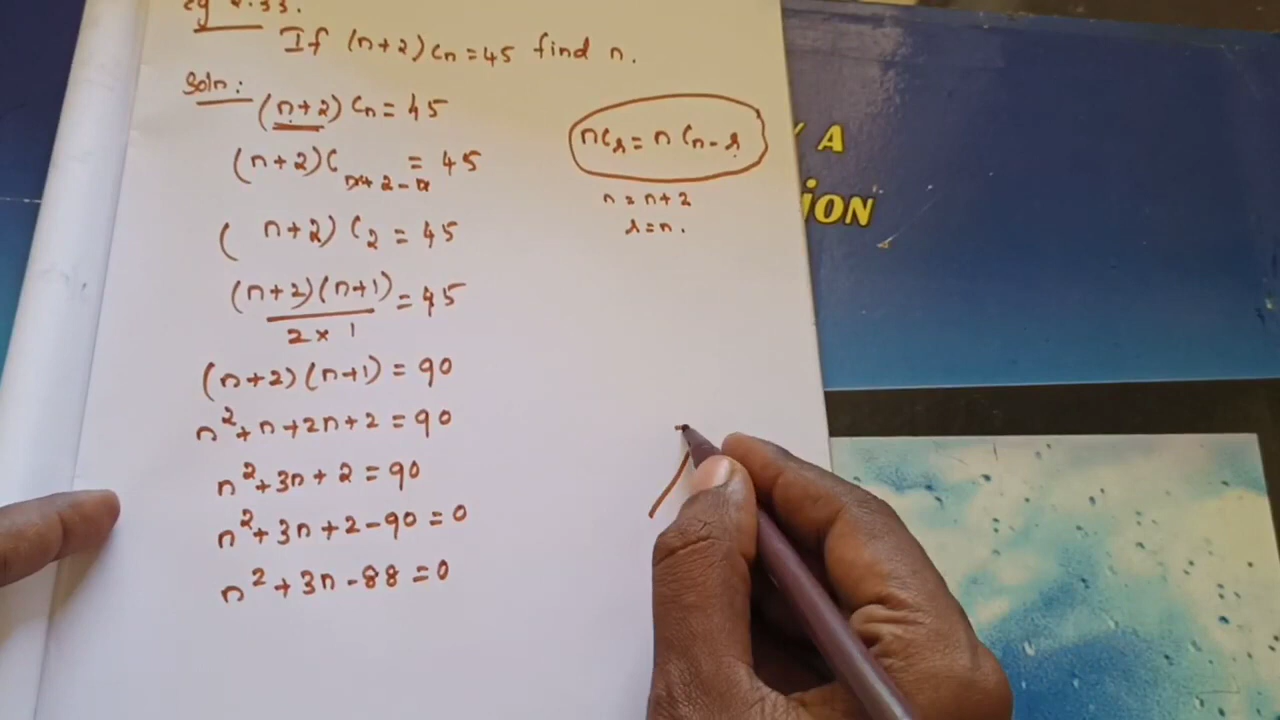 If (n+2)Cn = 45 find n.
Soln:
(n+2) Cn = 45
(n+2)C n+2-n = 45
(n+2) C2 = 45
(n+2)(n+1) = 45
2 × 1
(n+2)(n+1) = 90
n²+n+2n+2 = 90
n²+3n+2 = 90
n²+3n+2-90 = 0
n²+3n-88 = 0
nCr = nCn-r
n = n+2
r = n.
A
ION